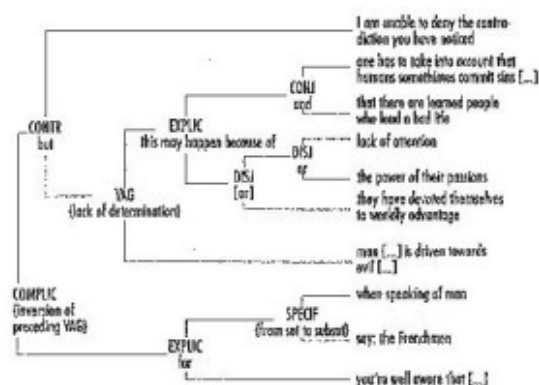 I am unable to deny the contra-
diction you have noticed
one has to take into account that
humans sometimes commit sins [...]
CONJ
and
that there are learned people
who lead a bad life
EXPLIC
this may happen because of
CONTR
but
lack of attention
DISJ
or
the power of their passions
DISJ
[or]
they have devoted themselves
to worldly advantage
VAG
(lack of determination)
man [...] is driven towards
evil [...]
COMPLIC
(inversion of
preceding VAG)
when speaking of man
SPECIF
(from set to subset)
say: the Frenchman
EXPLIC
for
you're well aware that [...]